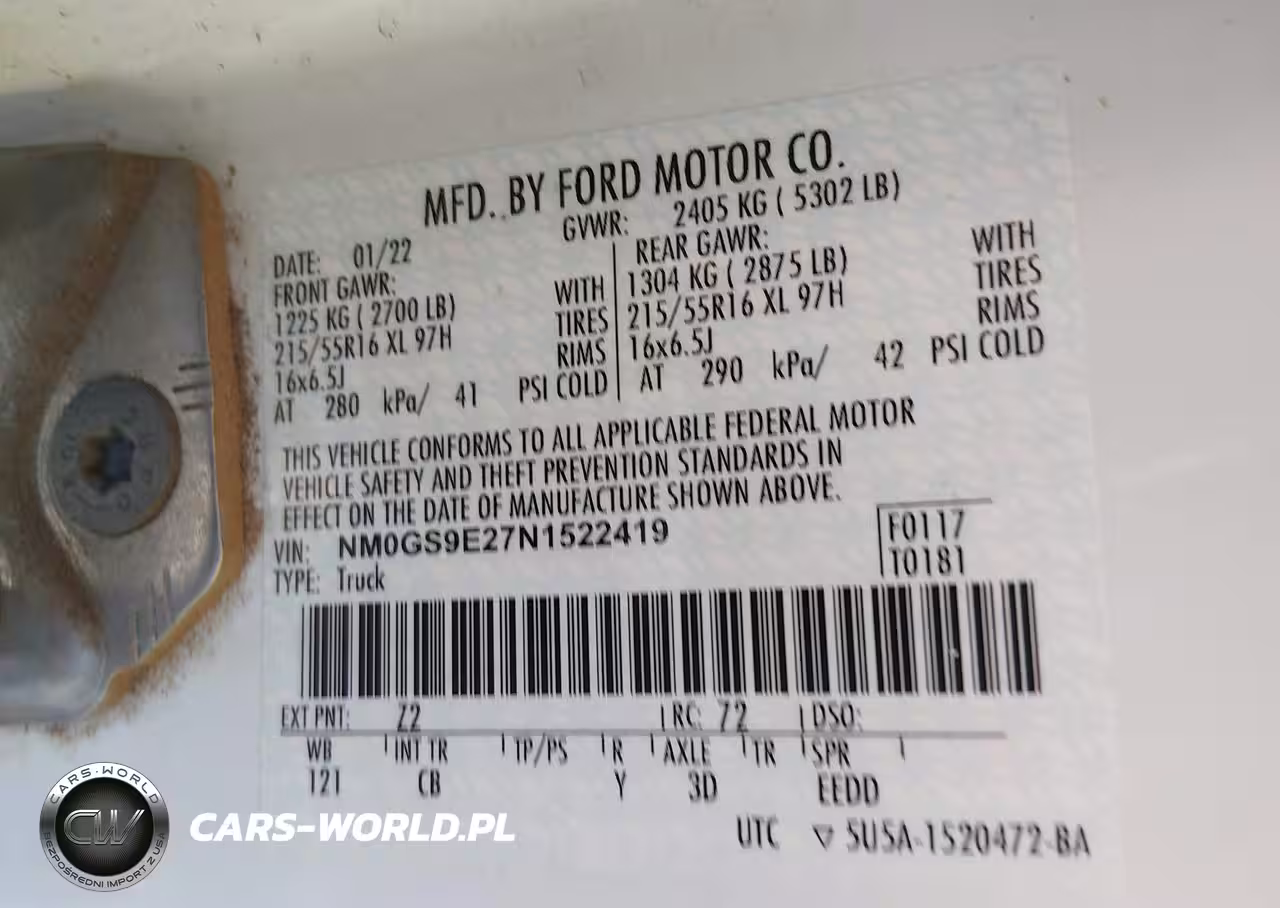 MFD. BY FORD MOTOR CO.
DATE: 01/22 GVWR: 2405 KG ( 5302 LB)
FRONT GAWR: REAR GAWR:
1225 KG ( 2700 LB) WITH 1304 KG ( 2875 LB) WITH
215/55R16 XL 97H TIRES 215/55R16 XL 97H TIRES
16x6.5J RIMS 16x6.5J RIMS
AT 280 kPa/ 41 PSI COLD AT 290 kPa/ 42 PSI COLD
THIS VEHICLE CONFORMS TO ALL APPLICABLE FEDERAL MOTOR
VEHICLE SAFETY AND THEFT PREVENTION STANDARDS IN
EFFECT ON THE DATE OF MANUFACTURE SHOWN ABOVE.
VIN: NM0GS9E27N1522419 F0117
TYPE: Truck T0181
EXT PNT: Z2 RC: 72 DSO:
WB INT TR TP/PS R AXLE TR SPR
121 CB Y 3D EEDD
UTC ▽ 5U5A-1520472-BA
CARS-WORLD
CW
BEZPOŚREDNI IMPORT Z USA
CARS-WORLD.PL